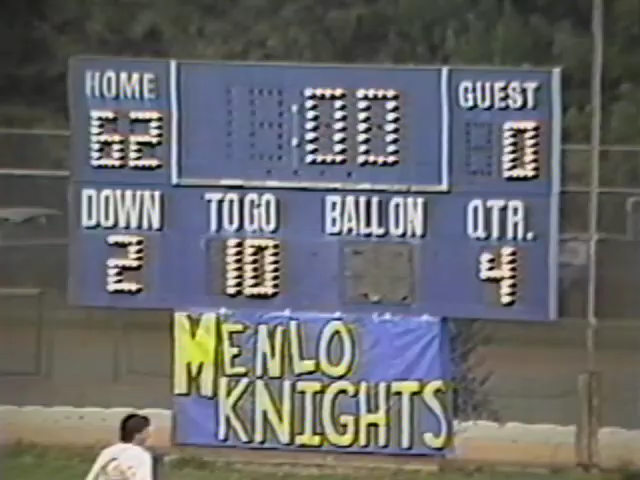 HOME :00 GUEST
62 0
DOWN TO GO BALL ON QTR.
2 10 4
MENLO
KNIGHTS